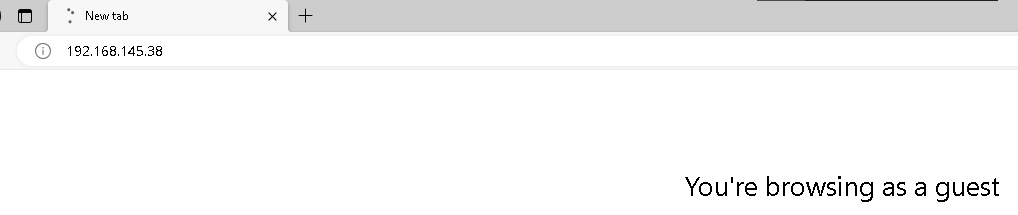 New tab
192.168.145.38
You're browsing as a guest